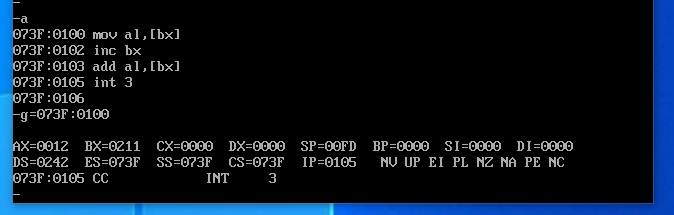 -
-a
073F:0100 mov al,[bx]
073F:0102 inc bx
073F:0103 add al,[bx]
073F:0105 int 3
073F:0106
-g=073F:0100
AX=0012  BX=0211  CX=0000  DX=0000  SP=00FD  BP=0000  SI=0000  DI=0000
DS=0242  ES=073F  SS=073F  CS=073F  IP=0105   NV UP EI PL NZ NA PE NC
073F:0105 CC            INT     3
-